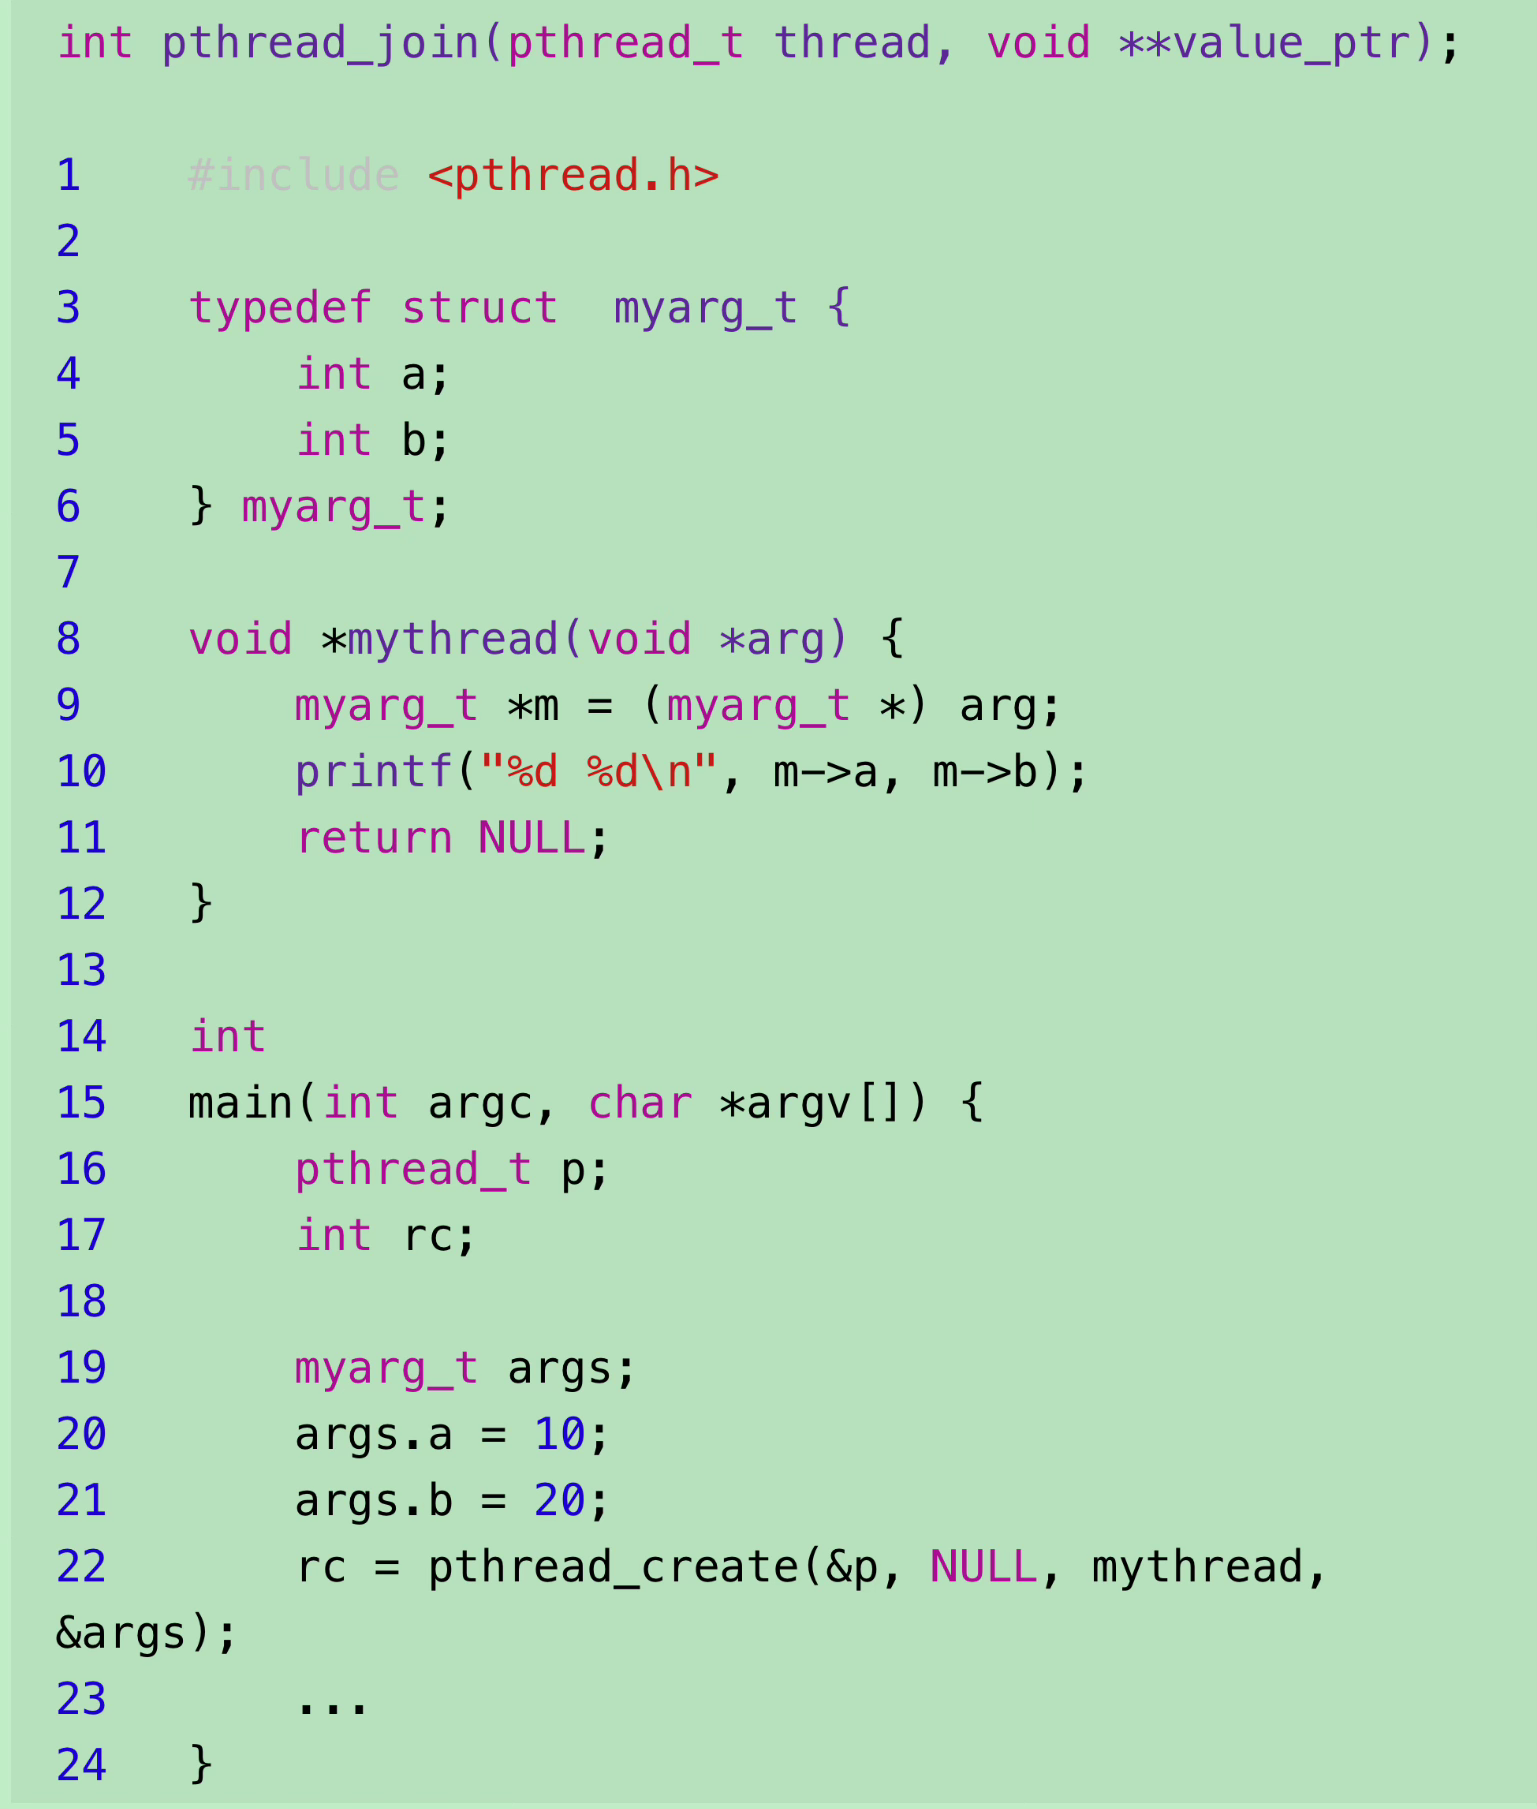 int pthread_join(pthread_t thread, void **value_ptr);
1    #include <pthread.h>
2
3    typedef struct  myarg_t {
4        int a;
5        int b;
6    } myarg_t;
7
8    void *mythread(void *arg) {
9        myarg_t *m = (myarg_t *) arg;
10       printf("%d %d\n", m->a, m->b);
11       return NULL;
12   }
13
14   int
15   main(int argc, char *argv[]) {
16       pthread_t p;
17       int rc;
18
19       myarg_t args;
20       args.a = 10;
21       args.b = 20;
22       rc = pthread_create(&p, NULL, mythread,
&args);
23       ...
24   }